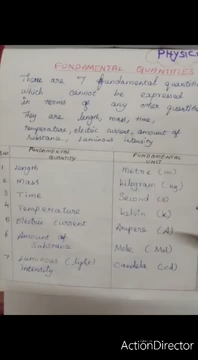 Physics
FUNDAMENTAL QUANTITIES
There are 7 fundamental quantities
which cannot be expressed
in terms of any other quantities
They are length, mass, time,
temperature, electric current, amount of
substance, Luminous Intensity
FUNDAMENTAL QUANTITY FUNDAMENTAL UNIT
1 Length Metre (m)
2 Mass kilogram (kg)
3 Time Second (s)
4 Temperature kelvin (k)
5 Electric current Ampere (A)
6 Amount of Substance Mole (Mol)
7 Luminous (light) Intensity Candela (cd)
ActionDirector